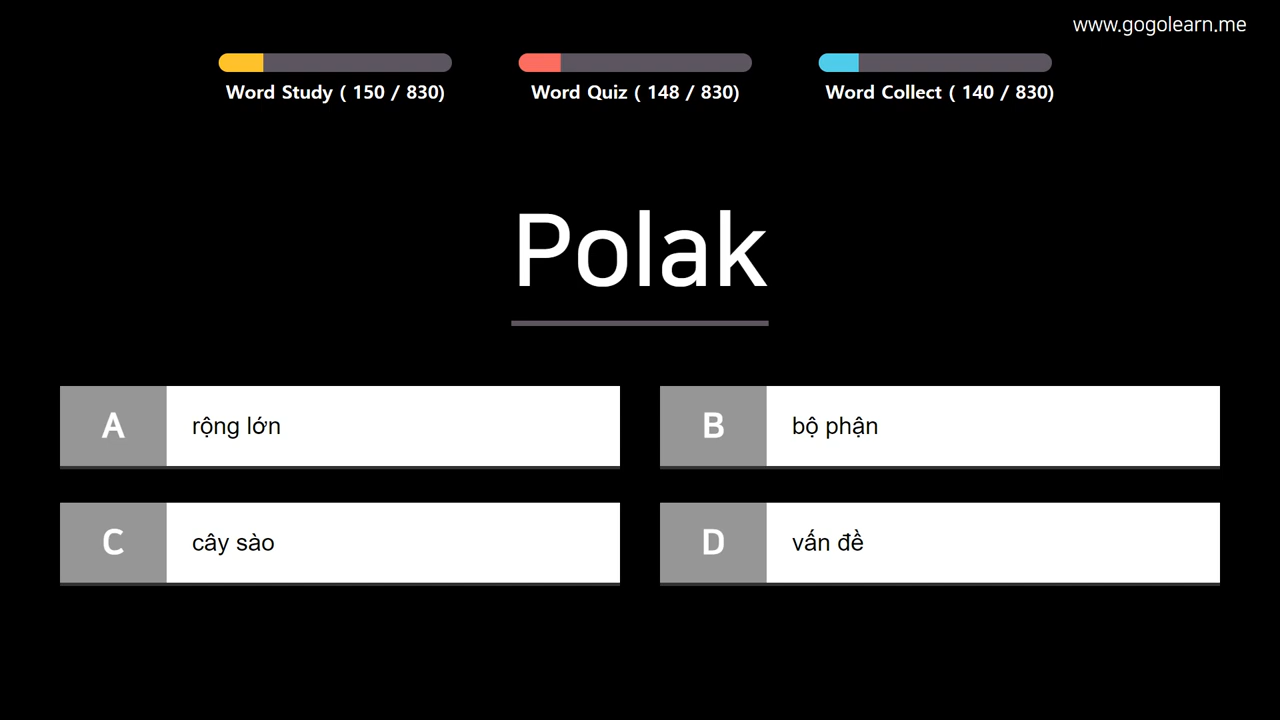 www.gogolearn.me
Word Study ( 150 / 830)
Word Quiz ( 148 / 830)
Word Collect ( 140 / 830)
Polak
A rộng lớn
B bộ phận
C cây sào
D vấn đề